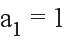 a₁ = 1